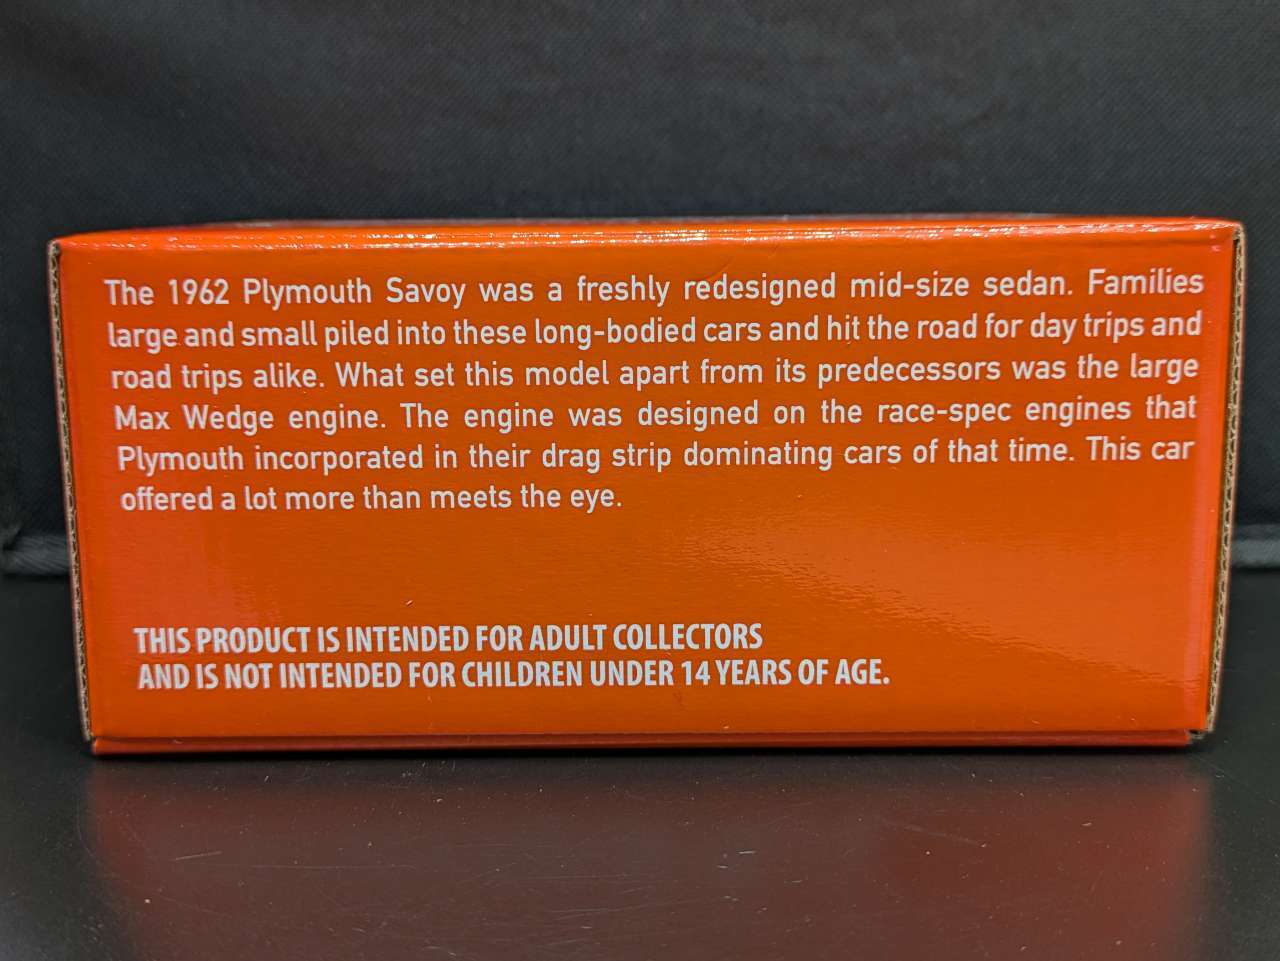 The 1962 Plymouth Savoy was a freshly redesigned mid-size sedan. Families
large and small piled into these long-bodied cars and hit the road for day trips and
road trips alike. What set this model apart from its predecessors was the large
Max Wedge engine. The engine was designed on the race-spec engines that
Plymouth incorporated in their drag strip dominating cars of that time. This car
offered a lot more than meets the eye.
THIS PRODUCT IS INTENDED FOR ADULT COLLECTORS
AND IS NOT INTENDED FOR CHILDREN UNDER 14 YEARS OF AGE.